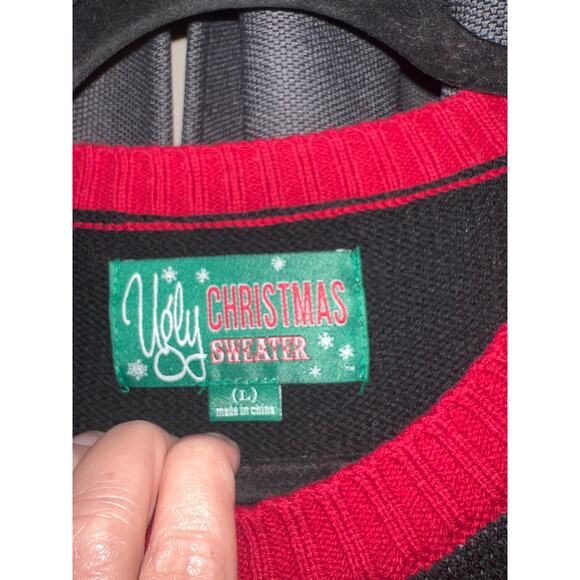 Ugly CHRISTMAS
SWEATER
(L)
made in china